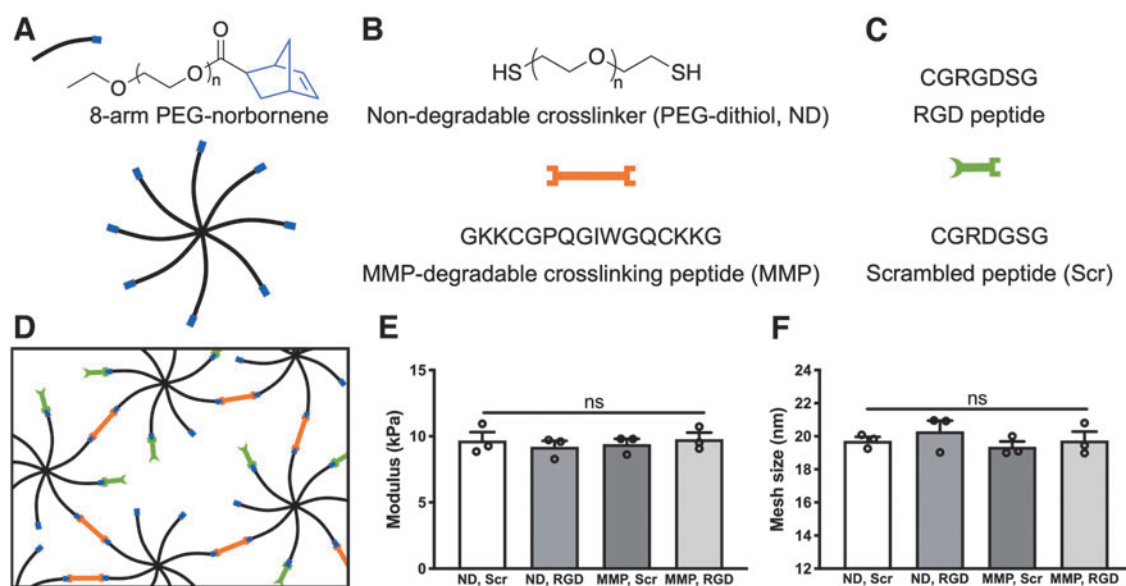 A
O
O
O
n
8-arm PEG-norbornene
B
HS
O
n
SH
Non-degradable crosslinker (PEG-dithiol, ND)
GKKCGPQGIWGQCKKG
MMP-degradable crosslinking peptide (MMP)
C
CGRGDSG
RGD peptide
CGRDGSG
Scrambled peptide (Scr)
D
E
Modulus (kPa)
15
10
5
0
ns
ND, Scr
ND, RGD
MMP, Scr
MMP, RGD
F
Mesh size (nm)
24
22
20
18
16
14
12
ns
ND, Scr
ND, RGD
MMP, Scr
MMP, RGD